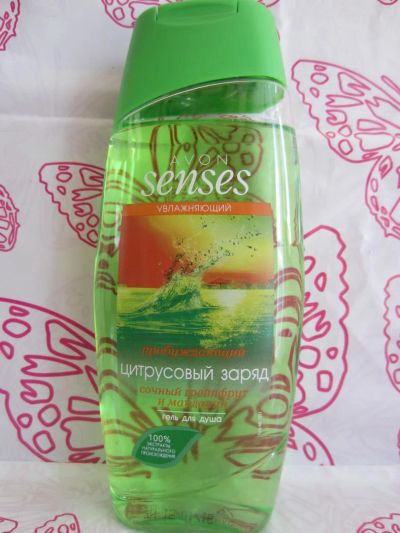 AVON
senses
УВЛАЖНЯЮЩИЙ
пробуждающий
цитрусовый заряд
сочный грейпфрут
и мандарин
гель для душа
100%
ЭКСТРАКТЫ
НАТУРАЛЬНОГО
ПРОИСХОЖДЕНИЯ